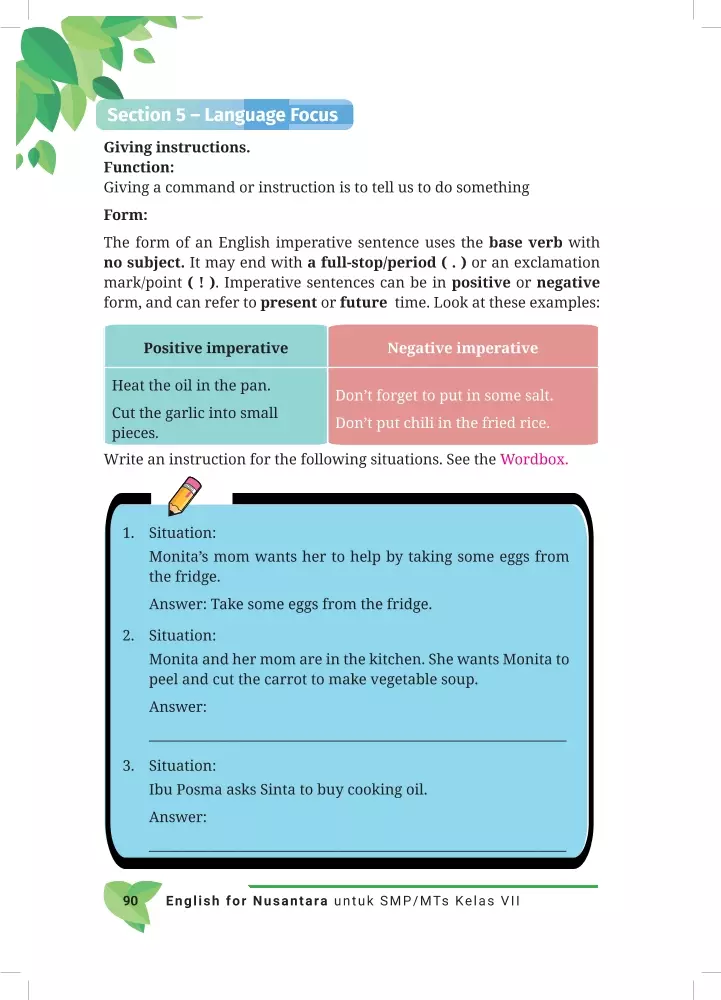 Section 5 – Language Focus
Giving instructions.
Function:
Giving a command or instruction is to tell us to do something
Form:
The form of an English imperative sentence uses the base verb with
no subject. It may end with a full-stop/period ( . ) or an exclamation
mark/point ( ! ). Imperative sentences can be in positive or negative
form, and can refer to present or future time. Look at these examples:
Positive imperative
Heat the oil in the pan.
Cut the garlic into small
pieces.
Negative imperative
Don’t forget to put in some salt.
Don’t put chili in the fried rice.
Write an instruction for the following situations. See the Wordbox.
1. Situation:
Monita’s mom wants her to help by taking some eggs from
the fridge.
Answer: Take some eggs from the fridge.
2. Situation:
Monita and her mom are in the kitchen. She wants Monita to
peel and cut the carrot to make vegetable soup.
Answer:
3. Situation:
Ibu Posma asks Sinta to buy cooking oil.
Answer:
90 English for Nusantara untuk SMP/MTs Kelas VII